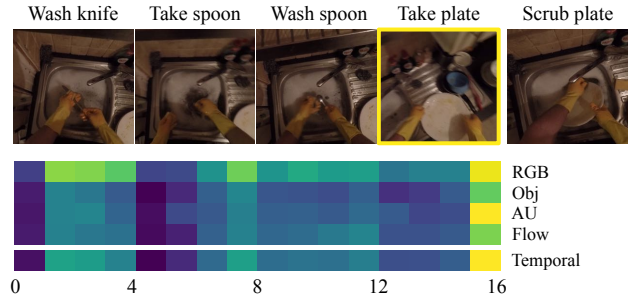 Wash knife Take spoon Wash spoon Take plate Scrub plate
RGB
Obj
AU
Flow
Temporal
0 4 8 12 16